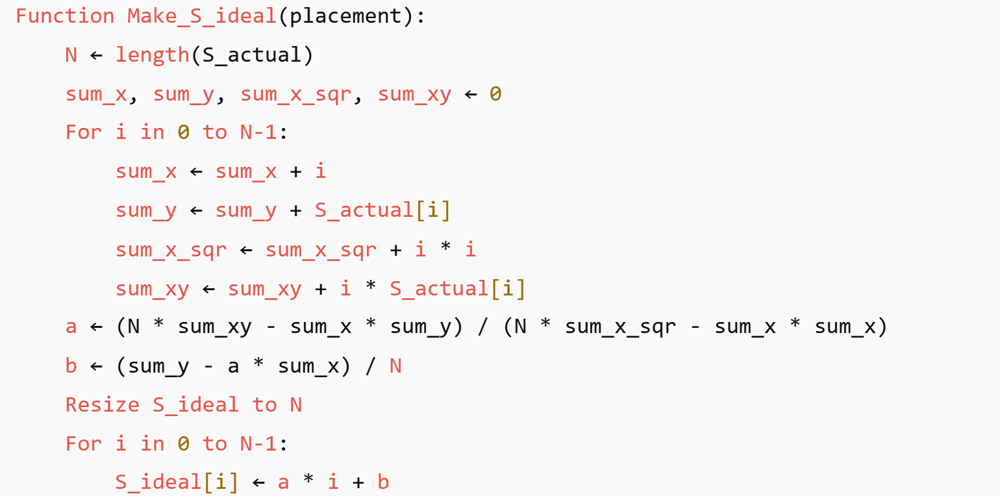 Function Make_S_ideal(placement):
N ← length(S_actual)
sum_x, sum_y, sum_x_sqr, sum_xy ← 0
For i in 0 to N-1:
sum_x ← sum_x + i
sum_y ← sum_y + S_actual[i]
sum_x_sqr ← sum_x_sqr + i * i
sum_xy ← sum_xy + i * S_actual[i]
a ← (N * sum_xy - sum_x * sum_y) / (N * sum_x_sqr - sum_x * sum_x)
b ← (sum_y - a * sum_x) / N
Resize S_ideal to N
For i in 0 to N-1:
S_ideal[i] ← a * i + b